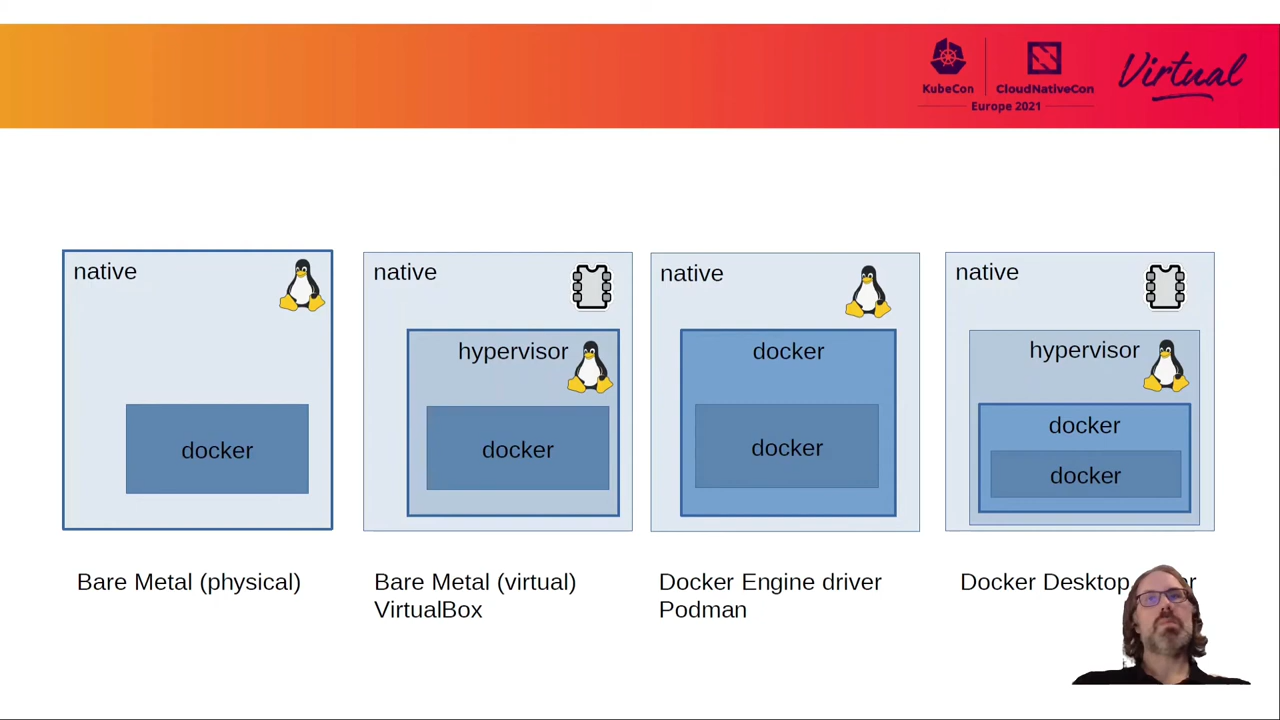 KubeCon
CloudNativeCon
Europe 2021
Virtual
native
docker
native
hypervisor
docker
native
docker
docker
native
hypervisor
docker
docker
Bare Metal (physical)
Bare Metal (virtual)
VirtualBox
Docker Engine driver
Podman
Docker Desktop